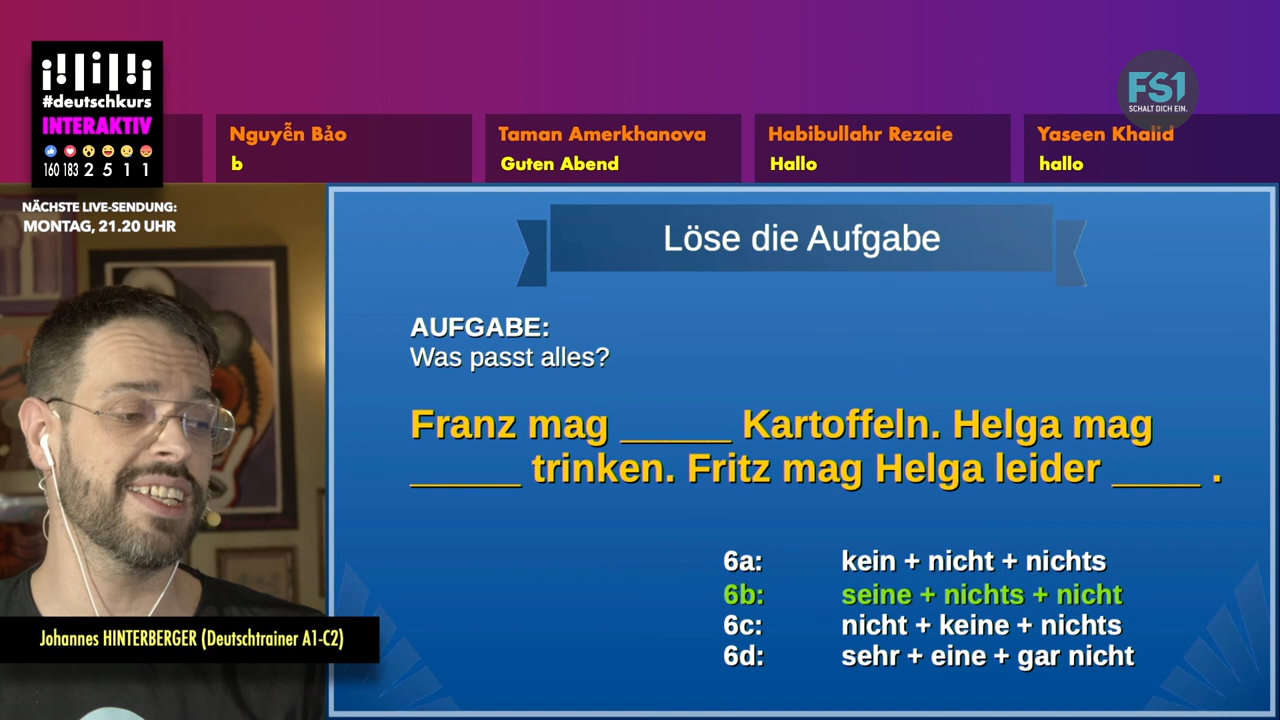 #deutschkurs
INTERAKTIV
160 183 2 5 1 1
NÄCHSTE LIVE-SENDUNG:
MONTAG, 21.20 UHR
Nguyễn Bảo
b
Taman Amerkhanova
Guten Abend
Habibullahr Rezaie
Hallo
Yaseen Khalid
hallo
FS1
SCHALT DICH EIN.
Löse die Aufgabe
AUFGABE:
Was passt alles?
Franz mag _____ Kartoffeln. Helga mag
_____ trinken. Fritz mag Helga leider ____ .
6a: kein + nicht + nichts
6b: seine + nichts + nicht
6c: nicht + keine + nichts
6d: sehr + eine + gar nicht
Johannes HINTERBERGER (Deutschtrainer A1-C2)